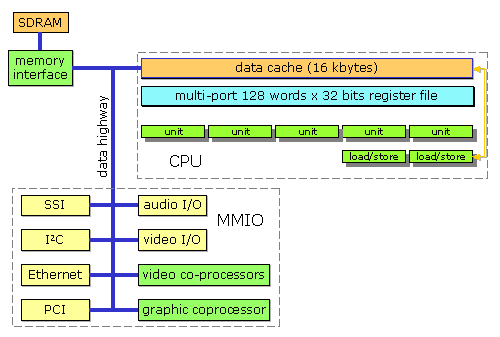 SDRAM
memory
interface
data cache (16 kbytes)
multi-port 128 words x 32 bits register file
unit unit unit unit unit
load/store load/store
CPU
data highway
MMIO
SSI audio I/O
I²C video I/O
Ethernet video co-processors
PCI graphic coprocessor